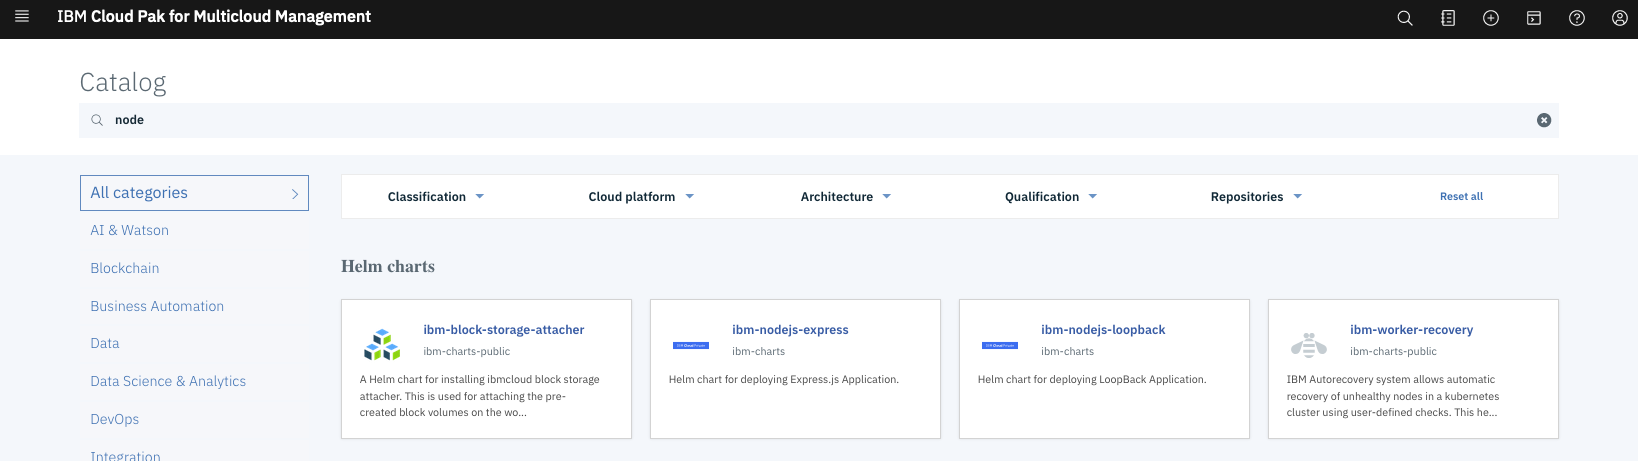 IBM Cloud Pak for Multicloud Management
Catalog
node
All categories
AI & Watson
Blockchain
Business Automation
Data
Data Science & Analytics
DevOps
Integration
Classification
Cloud platform
Architecture
Qualification
Repositories
Reset all
Helm charts
ibm-block-storage-attacher
ibm-charts-public
A Helm chart for installing ibmcloud block storage
attacher. This is used for attaching the pre-
created block volumes on the wo...
ibm-nodejs-express
ibm-charts
Helm chart for deploying Express.js Application.
ibm-nodejs-loopback
ibm-charts
Helm chart for deploying LoopBack Application.
ibm-worker-recovery
ibm-charts-public
IBM Autorecovery system allows automatic
recovery of unhealthy nodes in a kubernetes
cluster using user-defined checks. This he...